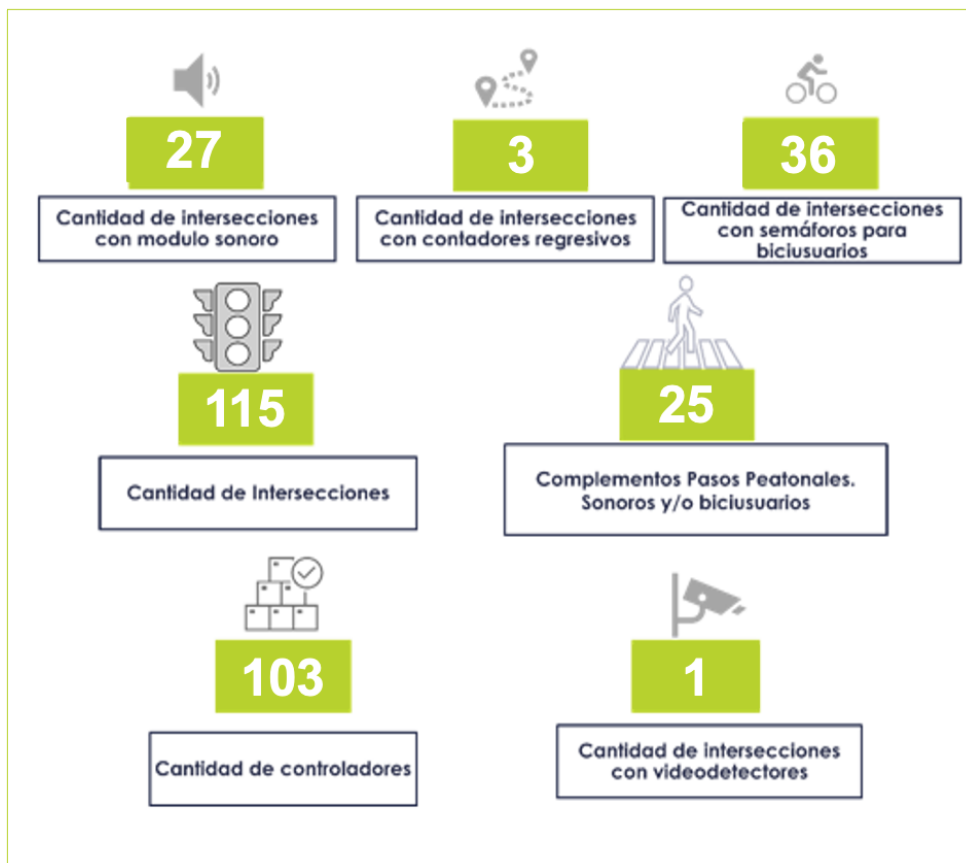 27
Cantidad de intersecciones
con modulo sonoro
3
Cantidad de intersecciones
con contadores regresivos
36
Cantidad de intersecciones
con semáforos para
biciusuarios
115
Cantidad de Intersecciones
25
Complementos Pasos Peatonales.
Sonoros y/o biciusuarios
103
Cantidad de controladores
1
Cantidad de intersecciones
con videodetectores